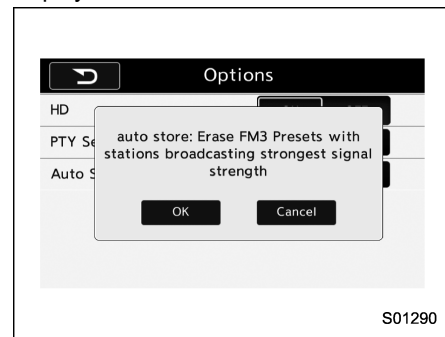 Options
HD
PTY Se
Auto S
auto store: Erase FM3 Presets with
stations broadcasting strongest signal
strength
OK
Cancel
S01290